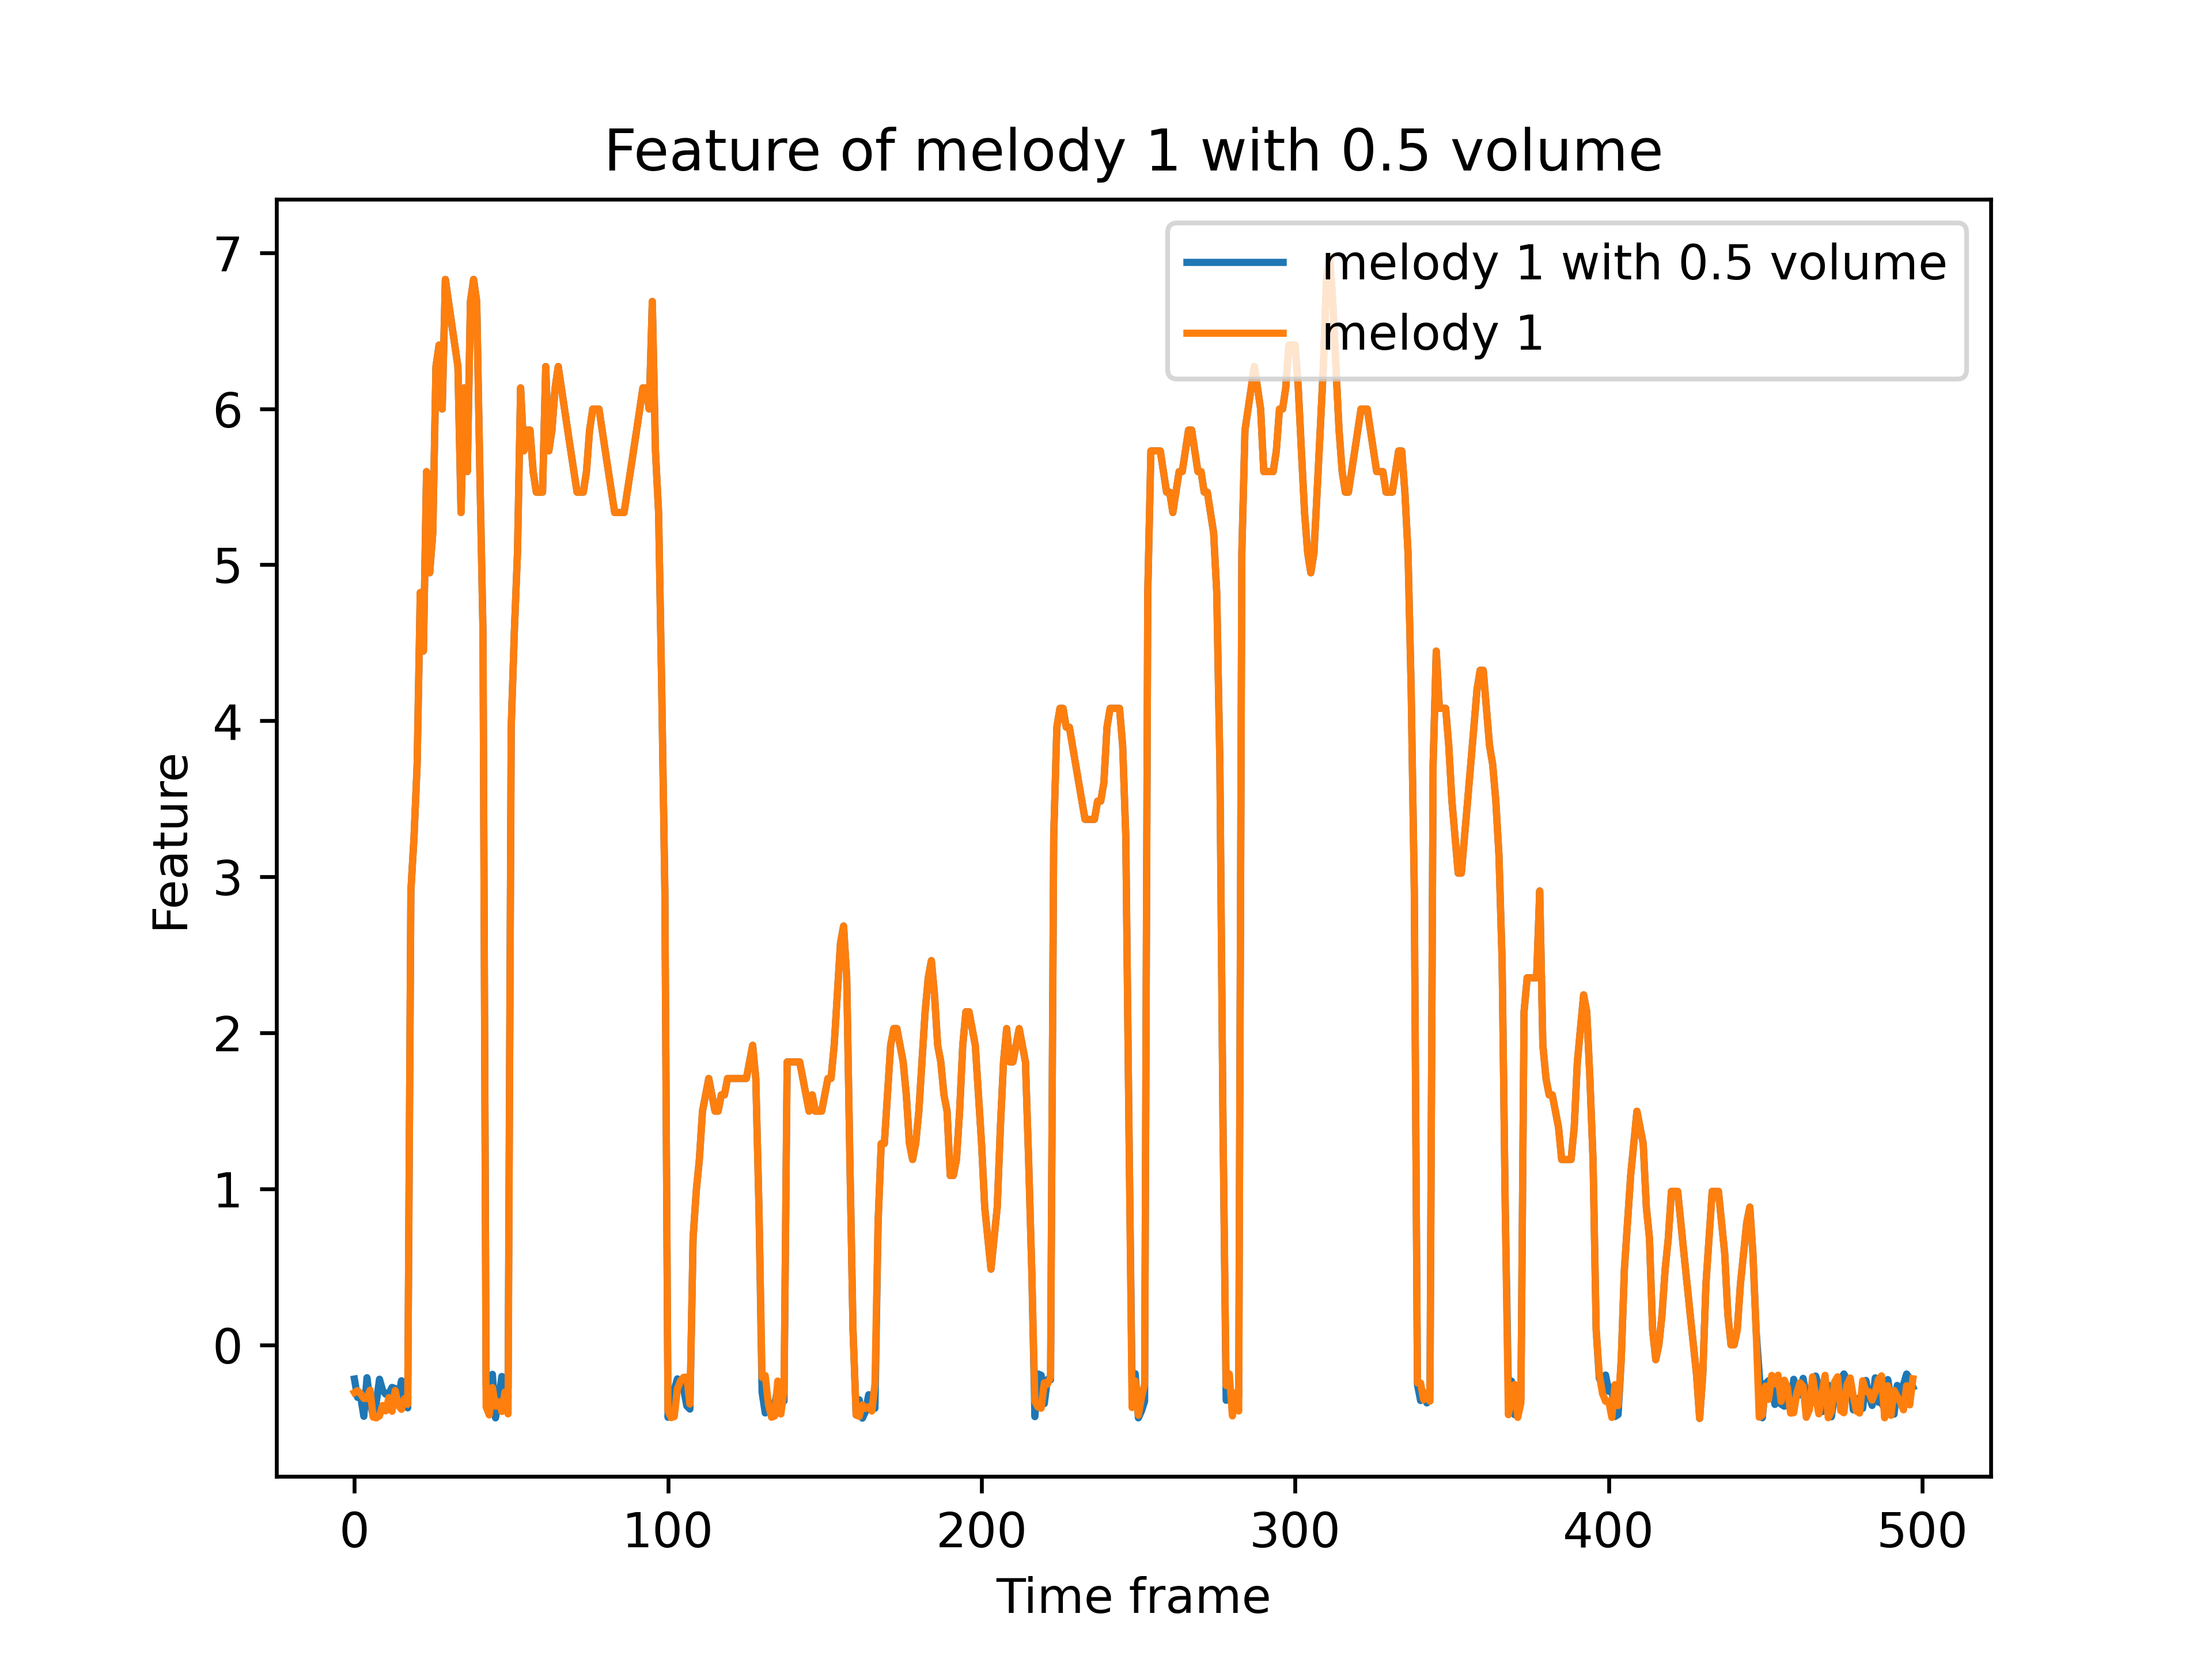 Feature of melody 1 with 0.5 volume
melody 1 with 0.5 volume
melody 1
7
6
5
4
3
2
1
0
Feature
0 100 200 300 400 500
Time frame